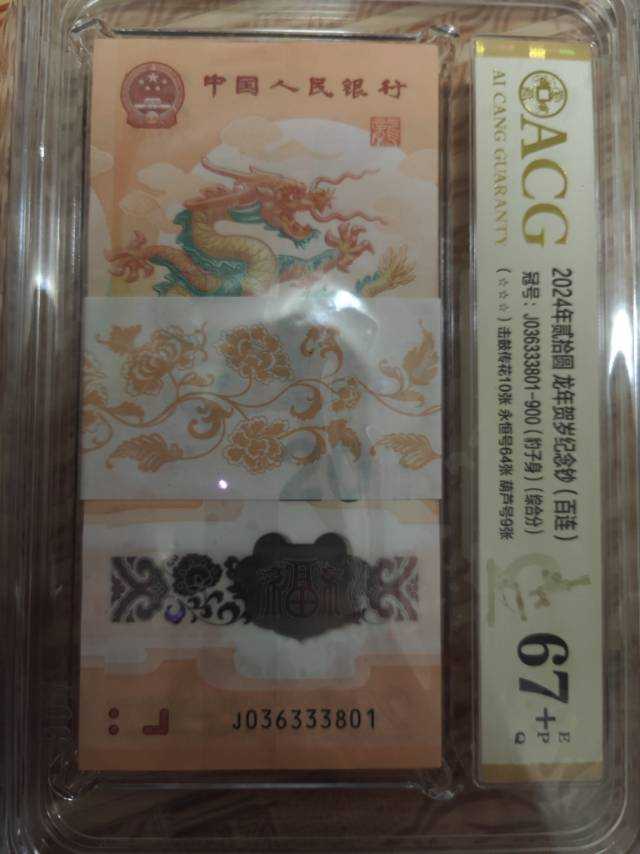 中国人民银行
福
J036333801
ACG
AI CANG GUARANTY
2024年贰拾圆 龙年贺岁纪念钞(百连)
冠号:J036333801-900(豹子身)(综合分)
(☆☆☆)击鼓传花10张 永恒号64张 葫芦号9张
67+
E
P
Q